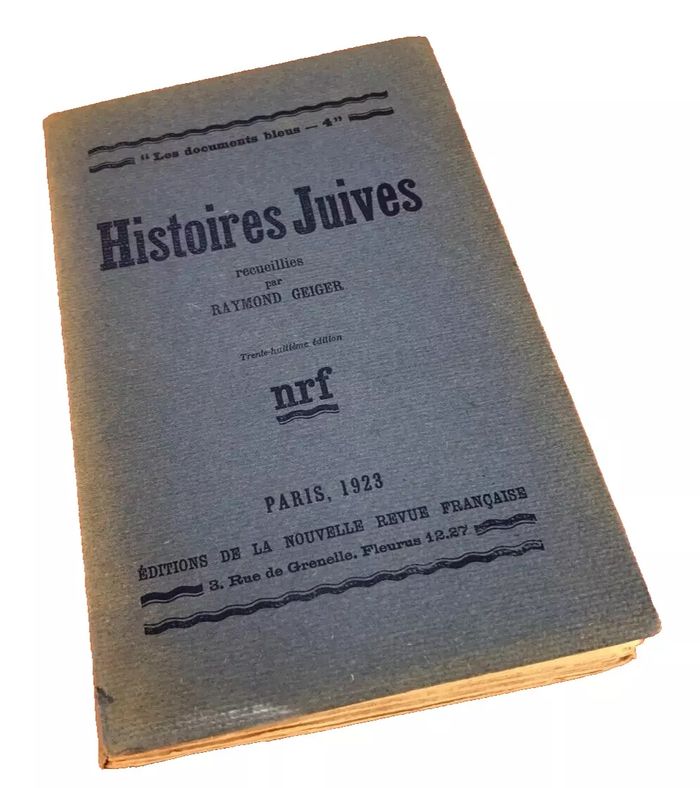 "Les documents bleus — 4"
Histoires Juives
recueillies
par
RAYMOND GEIGER
Trente-huitième édition
nrf
PARIS, 1923
ÉDITIONS DE LA NOUVELLE REVUE FRANÇAISE
3, Rue de Grenelle. Fleurus 12.27